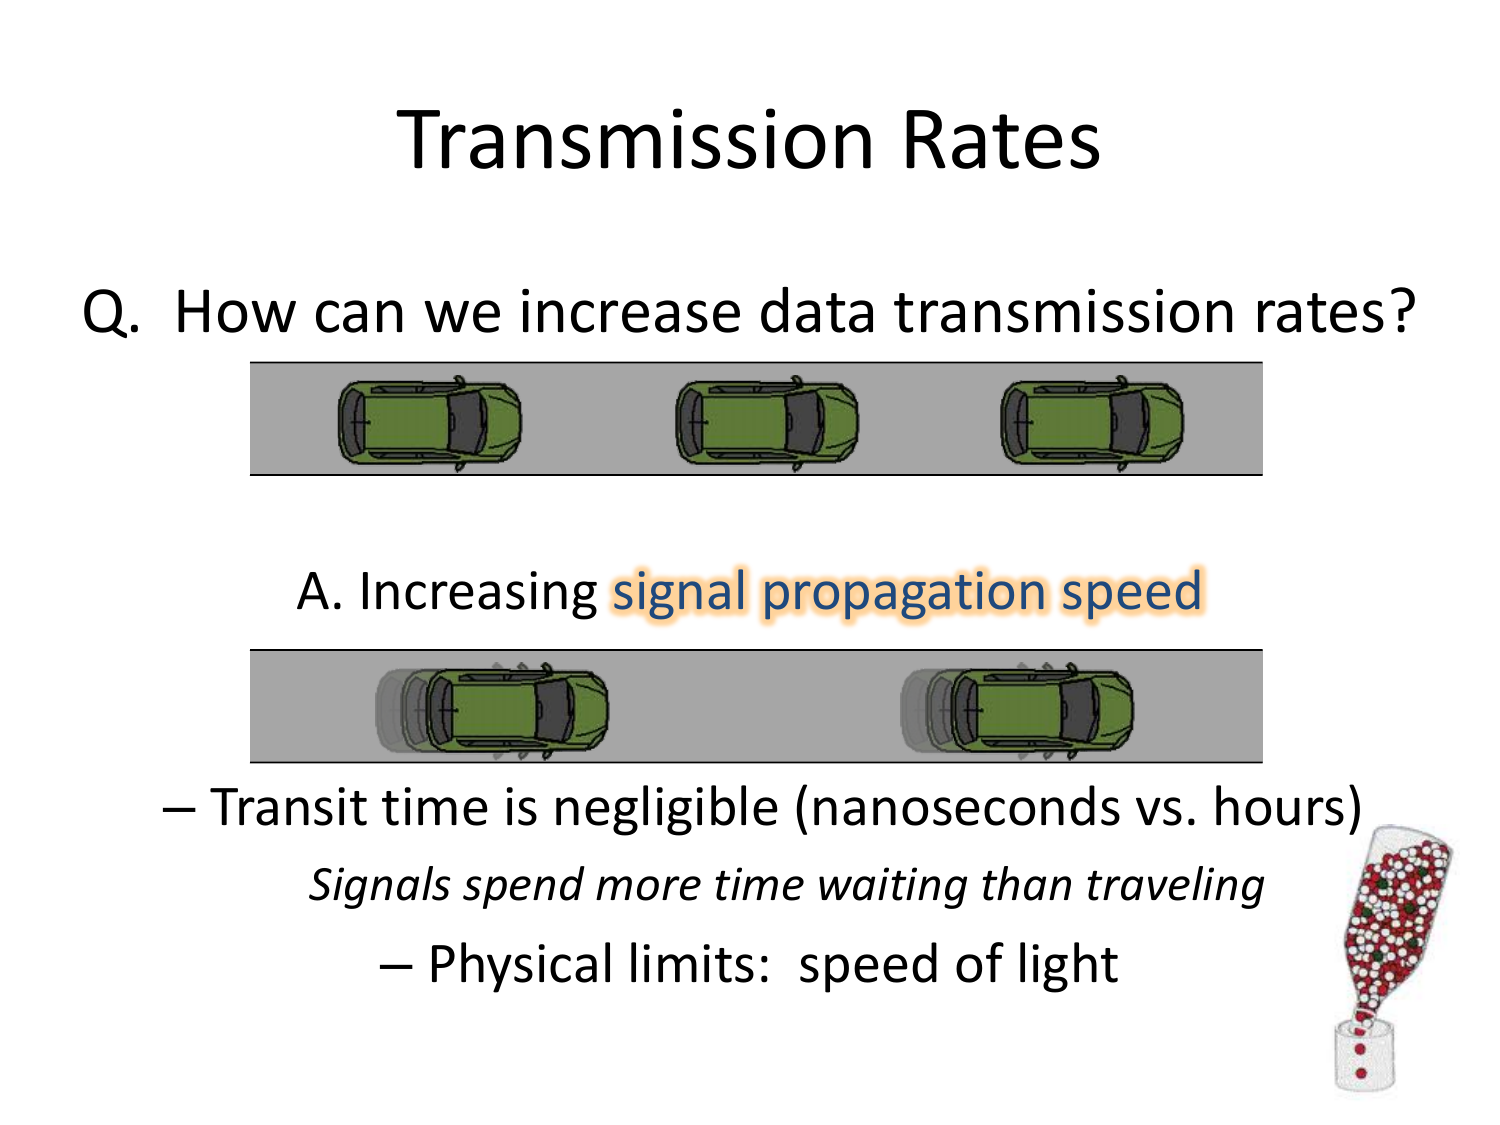 Transmission Rates
Q. How can we increase data transmission rates?
A. Increasing signal propagation speed
– Transit time is negligible (nanoseconds vs. hours)
Signals spend more time waiting than traveling
– Physical limits: speed of light